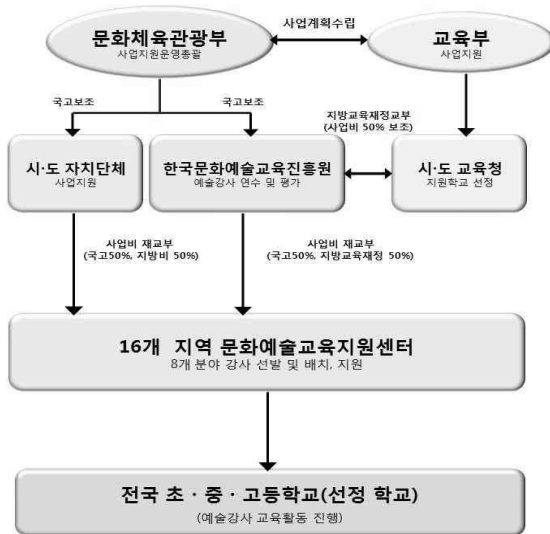 문화체육관광부
사업지원운영총괄
사업계획수립
교육부
사업지원
국고보조
국고보조
지방교육재정교부
(사업비 50% 보조)
시·도 자치단체
사업지원
한국문화예술교육진흥원
예술강사 연수 및 평가
시·도 교육청
지원학교 선정
사업비 재교부
(국고50%, 지방비 50%)
사업비 재교부
(국고50%, 지방교육재정 50%)
16개 지역 문화예술교육지원센터
8개 분야 강사 선발 및 배치, 지원
전국 초·중·고등학교(선정 학교)
(예술강사 교육활동 진행)